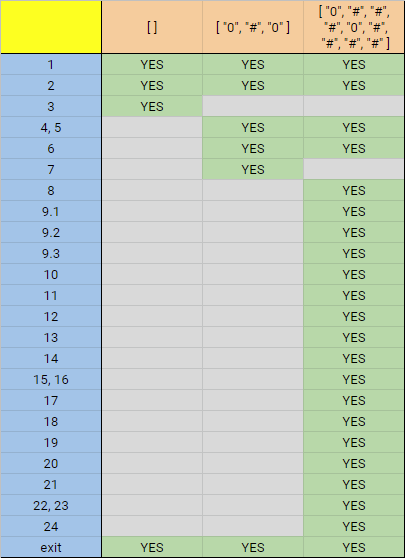 [ ] [ "0", "#", "0" ] [ "0", "#", "#",
"#", "0", "#",
"#", "#", "#" ]
1 YES YES YES
2 YES YES YES
3 YES
4, 5 YES YES
6 YES YES
7 YES
8 YES
9.1 YES
9.2 YES
9.3 YES
10 YES
11 YES
12 YES
13 YES
14 YES
15, 16 YES
17 YES
18 YES
19 YES
20 YES
21 YES
22, 23 YES
24 YES
exit YES YES YES